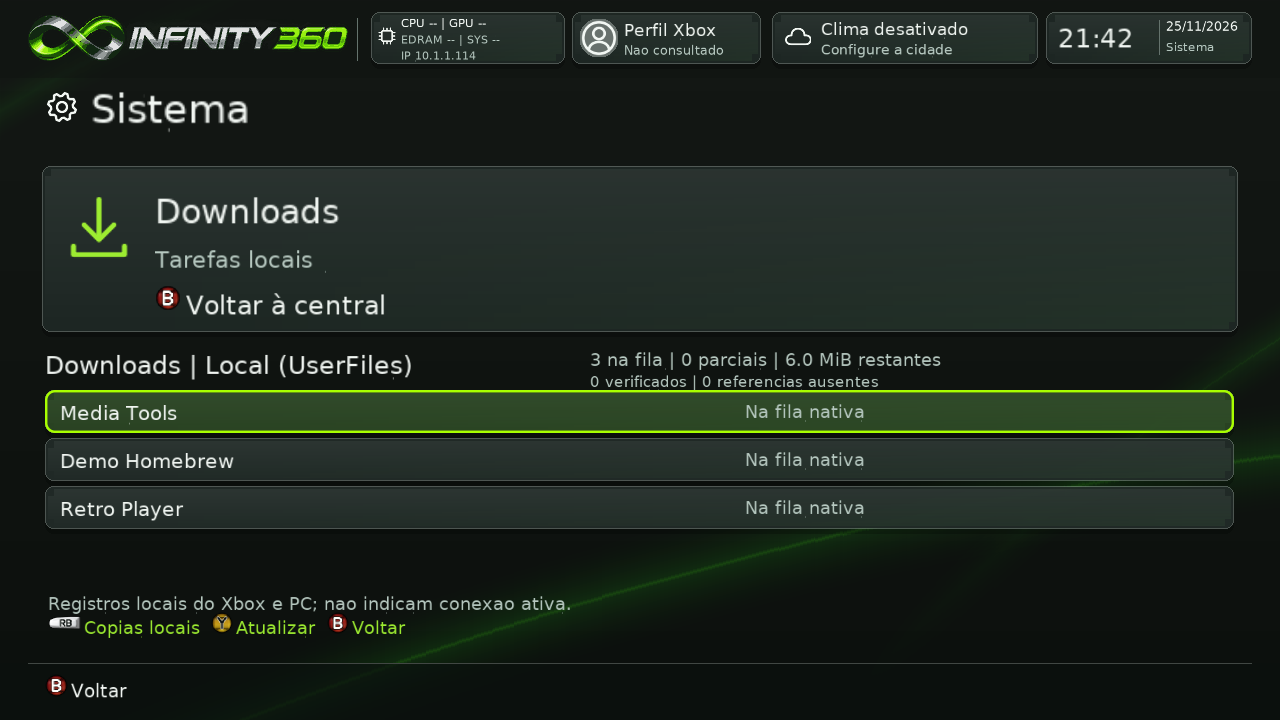 INFINITY 360
CPU -- | GPU --
EDRAM -- | SYS --
IP 10.1.1.114
Perfil Xbox
Nao consultado
Clima desativado
Configure a cidade
21:42
25/11/2026
Sistema
Sistema
Downloads
Tarefas locais
B Voltar à central
Downloads | Local (UserFiles)
3 na fila | 0 parciais | 6.0 MiB restantes
0 verificados | 0 referencias ausentes
Media Tools Na fila nativa
Demo Homebrew Na fila nativa
Retro Player Na fila nativa
Registros locais do Xbox e PC; nao indicam conexao ativa.
RB Copias locais Y Atualizar B Voltar
B Voltar